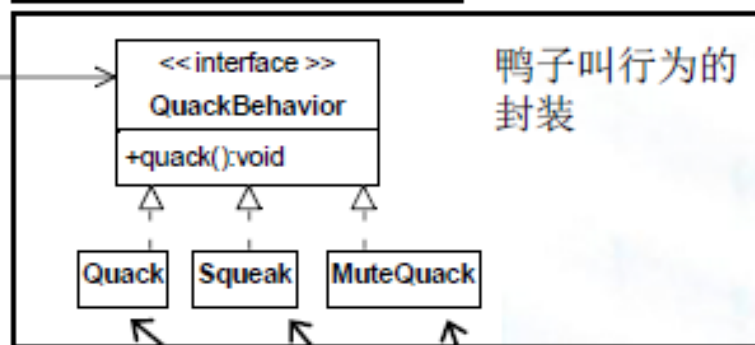 <<interface >>
QuackBehavior
+quack():void
鸭子叫行为的
封装
Quack
Squeak
MuteQuack